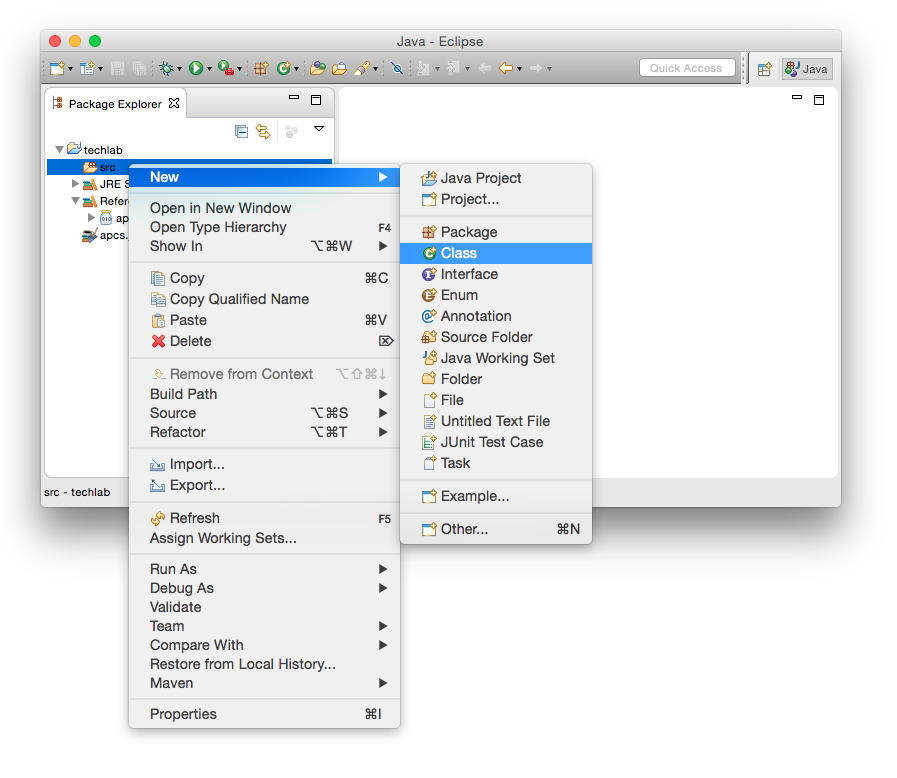 Java - Eclipse
Quick Access
Java
Package Explorer
techlab
src
JRE S
Refer
ap
apcs.
src - techlab
New
Open in New Window
Open Type Hierarchy F4
Show In ⌥⌘W
Copy ⌘C
Copy Qualified Name
Paste ⌘V
Delete ⌦
Remove from Context ⌥⇧⌘↓
Build Path
Source ⌥⌘S
Refactor ⌥⌘T
Import...
Export...
Refresh F5
Assign Working Sets...
Run As
Debug As
Validate
Team
Compare With
Restore from Local History...
Maven
Properties ⌘I
Java Project
Project...
Package
Class
Interface
Enum
Annotation
Source Folder
Java Working Set
Folder
File
Untitled Text File
JUnit Test Case
Task
Example...
Other... ⌘N